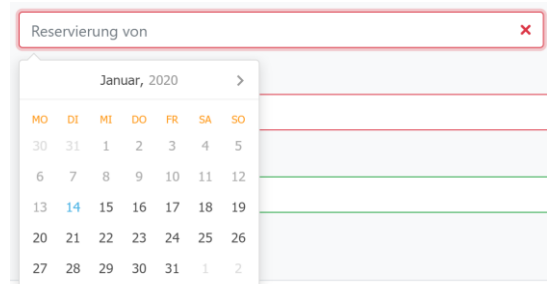 Reservierung von
Januar, 2020
MO DI MI DO FR SA SO
30 31 1 2 3 4 5
6 7 8 9 10 11 12
13 14 15 16 17 18 19
20 21 22 23 24 25 26
27 28 29 30 31 1 2